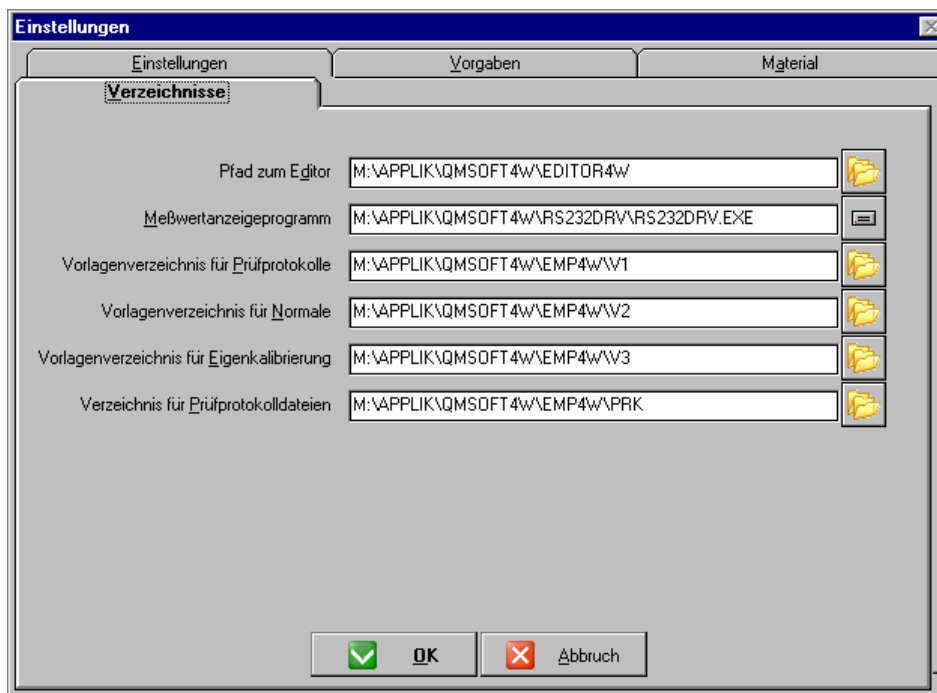 Einstellungen
Einstellungen Vorgaben Material
Verzeichnisse
Pfad zum Editor M:\APPLIK\QMSOFT4W\EDITOR4W
Meßwertanzeigeprogramm M:\APPLIK\QMSOFT4W\RS232DRV\RS232DRV.EXE
Vorlagenverzeichnis für Prüfprotokolle M:\APPLIK\QMSOFT4W\EMP4W\V1
Vorlagenverzeichnis für Normale M:\APPLIK\QMSOFT4W\EMP4W\V2
Vorlagenverzeichnis für Eigenkalibrierung M:\APPLIK\QMSOFT4W\EMP4W\V3
Verzeichnis für Prüfprotokolldateien M:\APPLIK\QMSOFT4W\EMP4W\PRK
OK Abbruch